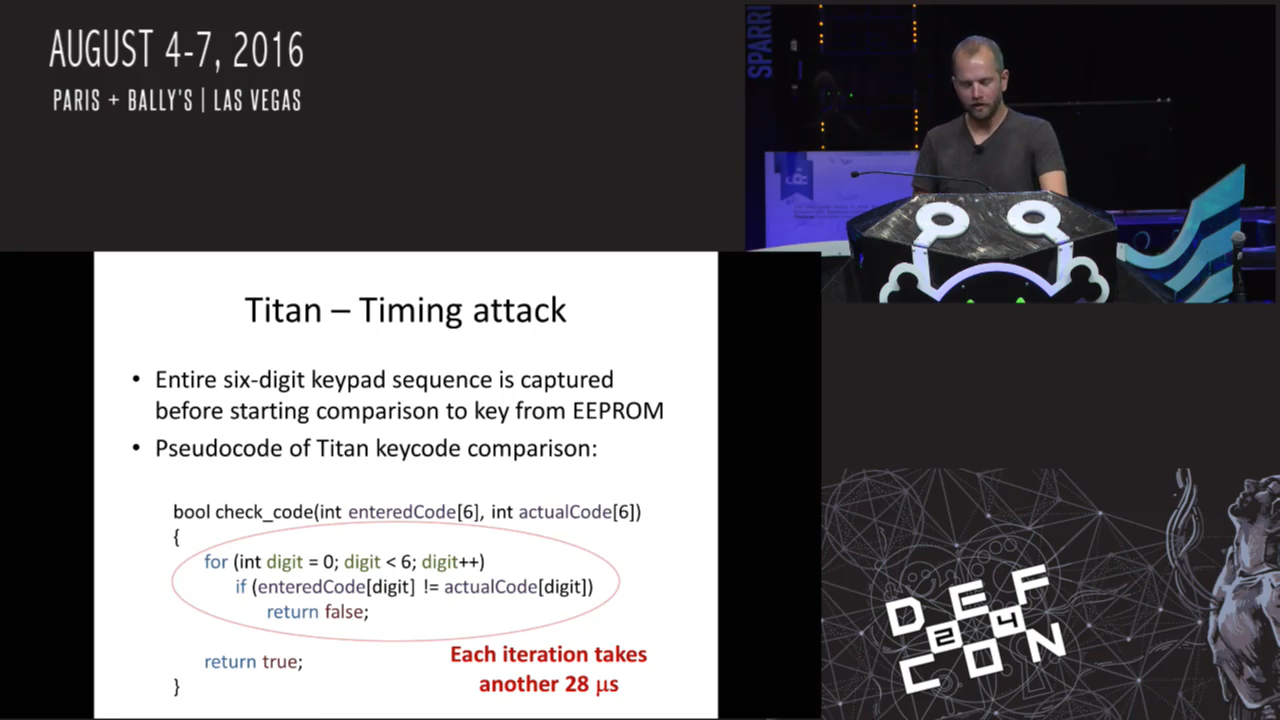 AUGUST 4-7, 2016
PARIS + BALLY'S | LAS VEGAS
SPARRI
Titan – Timing attack
• Entire six-digit keypad sequence is captured
before starting comparison to key from EEPROM
• Pseudocode of Titan keycode comparison:
bool check_code(int enteredCode[6], int actualCode[6])
{
for (int digit = 0; digit < 6; digit++)
if (enteredCode[digit] != actualCode[digit])
return false;
return true;
}
Each iteration takes
another 28 µs
DEF
24
CON